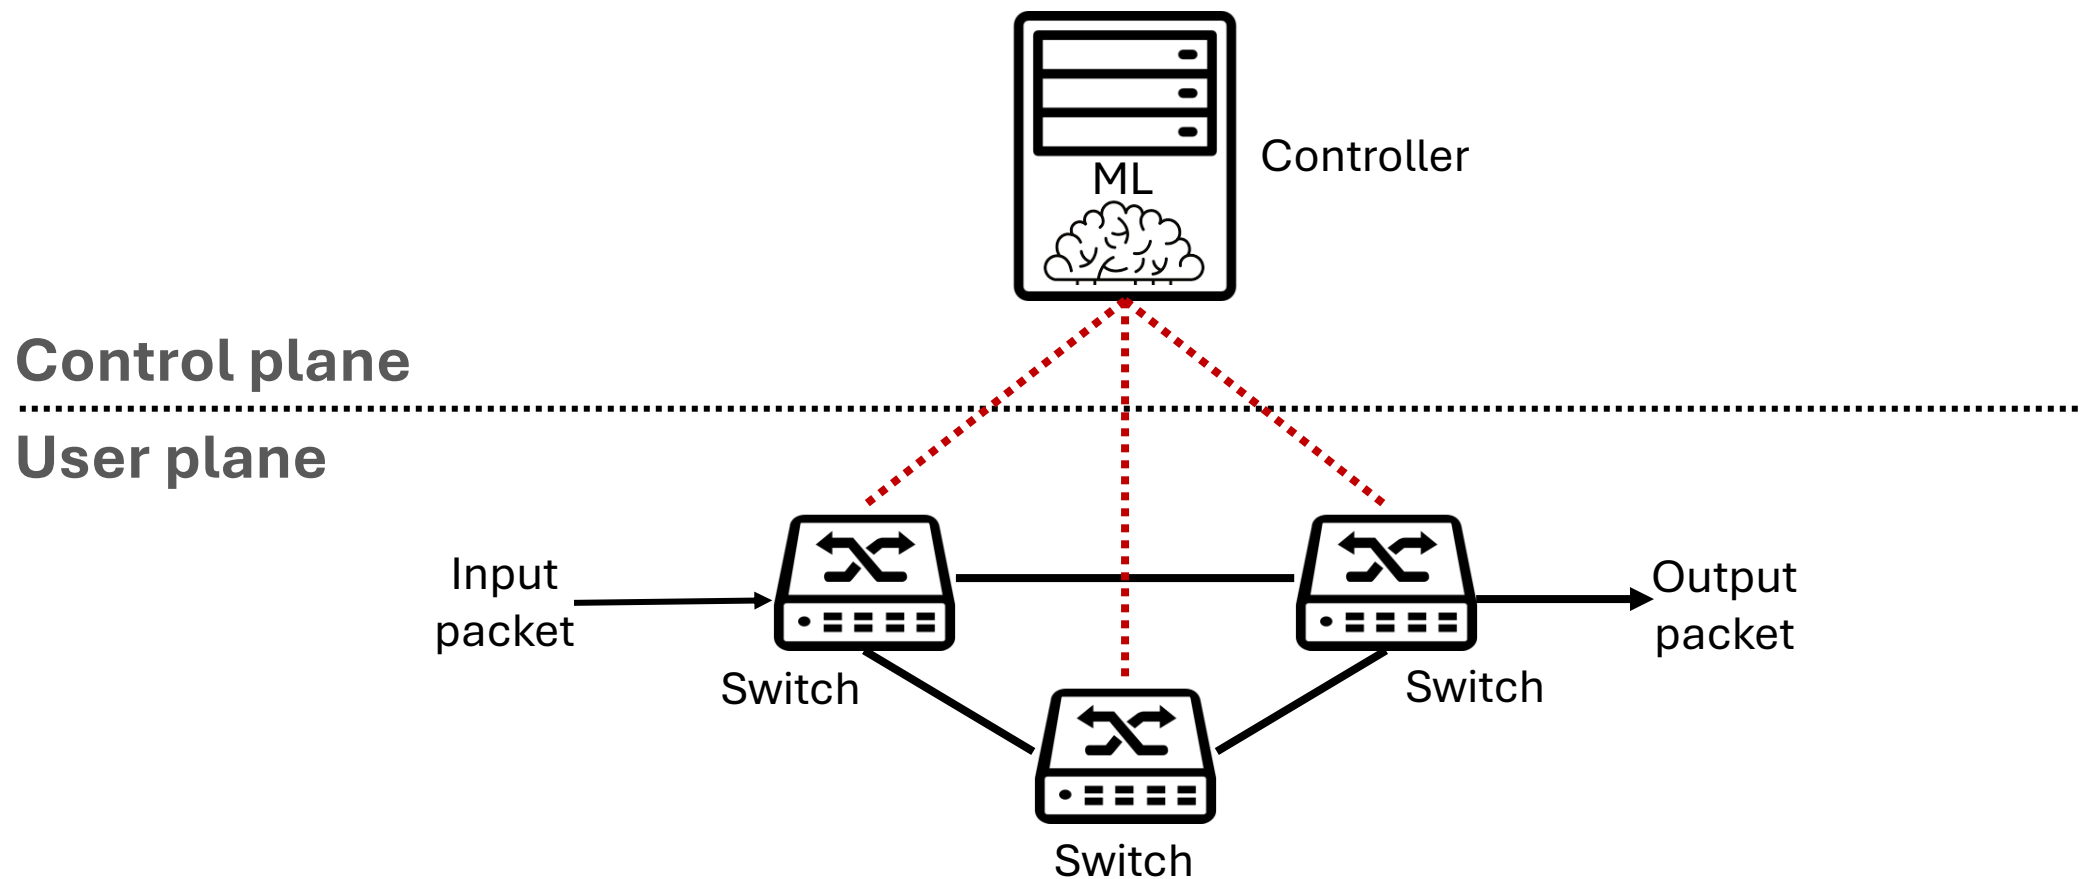 ML
Controller
Control plane
User plane
Input
packet
Output
packet
Switch
Switch
Switch